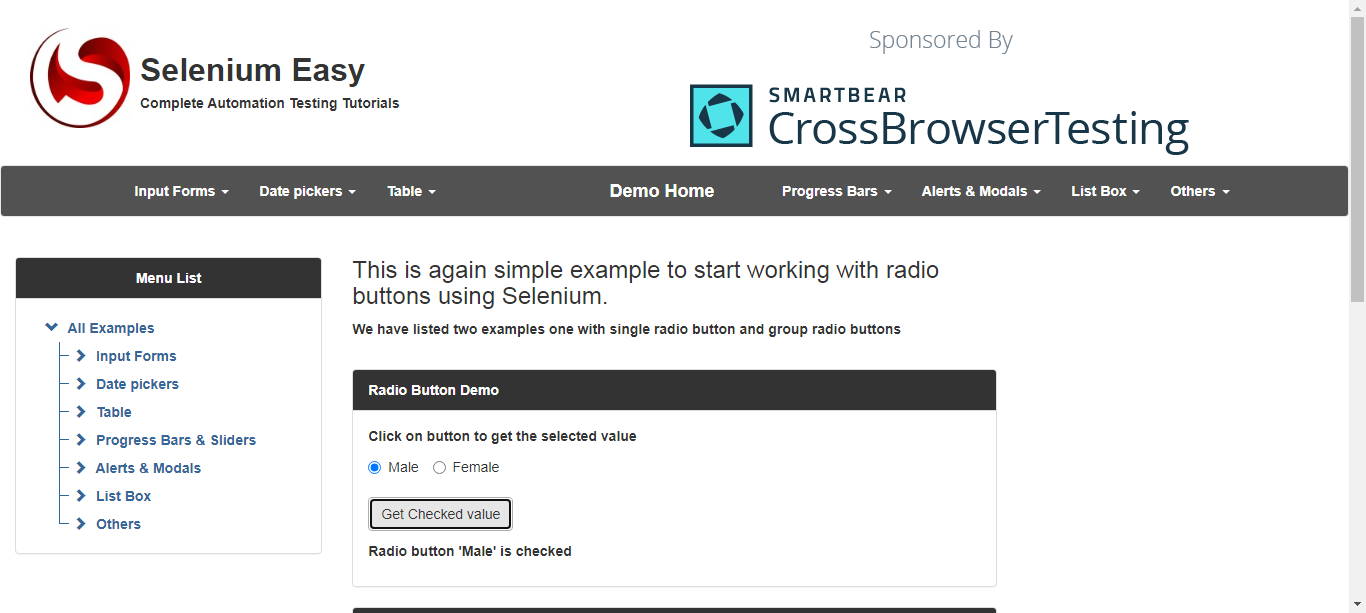 Selenium Easy
Complete Automation Testing Tutorials
Sponsored By
SMARTBEAR
CrossBrowserTesting
Input Forms Date pickers Table Demo Home Progress Bars Alerts & Modals List Box Others
Menu List
All Examples
Input Forms
Date pickers
Table
Progress Bars & Sliders
Alerts & Modals
List Box
Others
This is again simple example to start working with radio
buttons using Selenium.
We have listed two examples one with single radio button and group radio buttons
Radio Button Demo
Click on button to get the selected value
Male Female
Get Checked value
Radio button 'Male' is checked